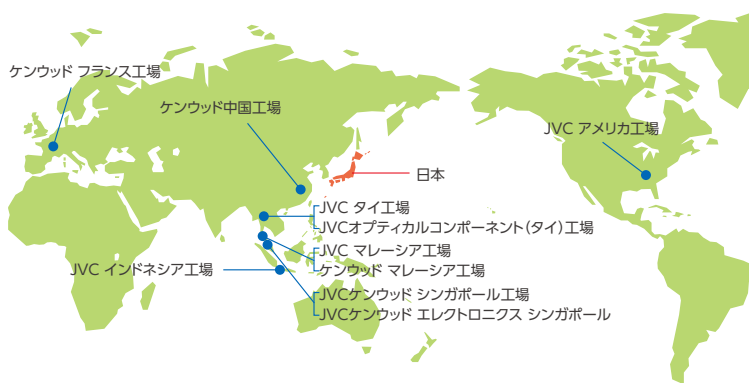 ケンウッド フランス工場
ケンウッド中国工場
JVC アメリカ工場
日本
JVC タイ工場
JVCオプティカルコンポーネント（タイ）工場
JVC マレーシア工場
ケンウッド マレーシア工場
JVC インドネシア工場
JVCケンウッド シンガポール工場
JVCケンウッド エレクトロニクス シンガポール